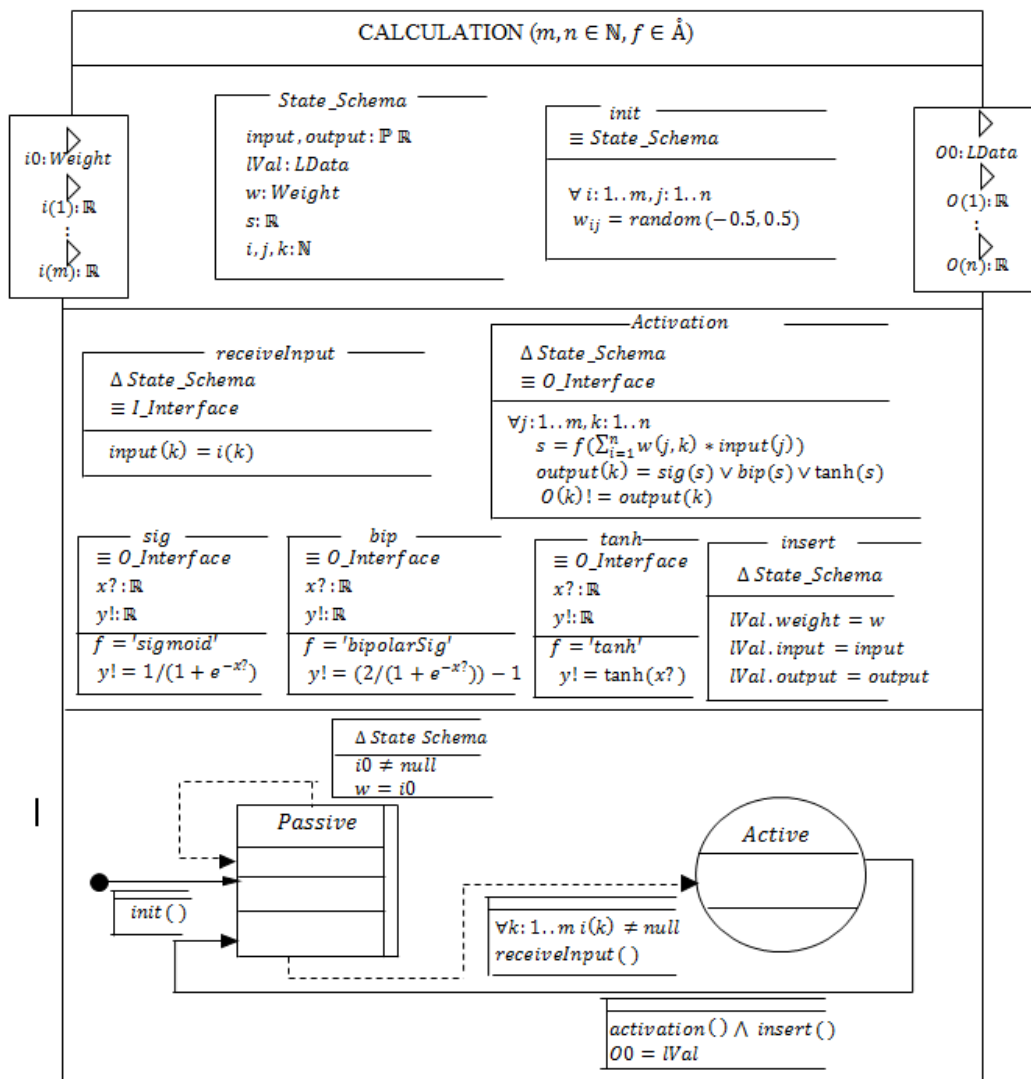 CALCULATION (m, n ∈ ℕ, f ∈ Å)
i0: Weight
i(1): ℝ
⋮
i(m): ℝ
State_Schema
input, output: ℙ ℝ
lVal: LData
w: Weight
s: ℝ
i, j, k: ℕ
init
≡ State_Schema
∀ i: 1..m, j: 1..n
w_{ij} = random(−0.5, 0.5)
O0: LData
O(1): ℝ
⋮
O(n): ℝ
receiveInput
Δ State_Schema
≡ I_Interface
input(k) = i(k)
Activation
Δ State_Schema
≡ O_Interface
∀j: 1..m, k: 1..n
s = f(∑_{i=1}^{n} w(j, k) ∗ input(j))
output(k) = sig(s) ∨ bip(s) ∨ tanh(s)
O(k)! = output(k)
sig
≡ O_Interface
x?: ℝ
y!: ℝ
f = 'sigmoid'
y! = 1/(1 + e^{−x?})
bip
≡ O_Interface
x?: ℝ
y!: ℝ
f = 'bipolarSig'
y! = (2/(1 + e^{−x?})) − 1
tanh
≡ O_Interface
x?: ℝ
y!: ℝ
f = 'tanh'
y! = tanh(x?)
insert
Δ State_Schema
lVal.weight = w
lVal.input = input
lVal.output = output
Δ State Schema
i0 ≠ null
w = i0
Passive
Active
init()
∀k: 1..m i(k) ≠ null
receiveInput()
activation() ⋀ insert()
O0 = lVal